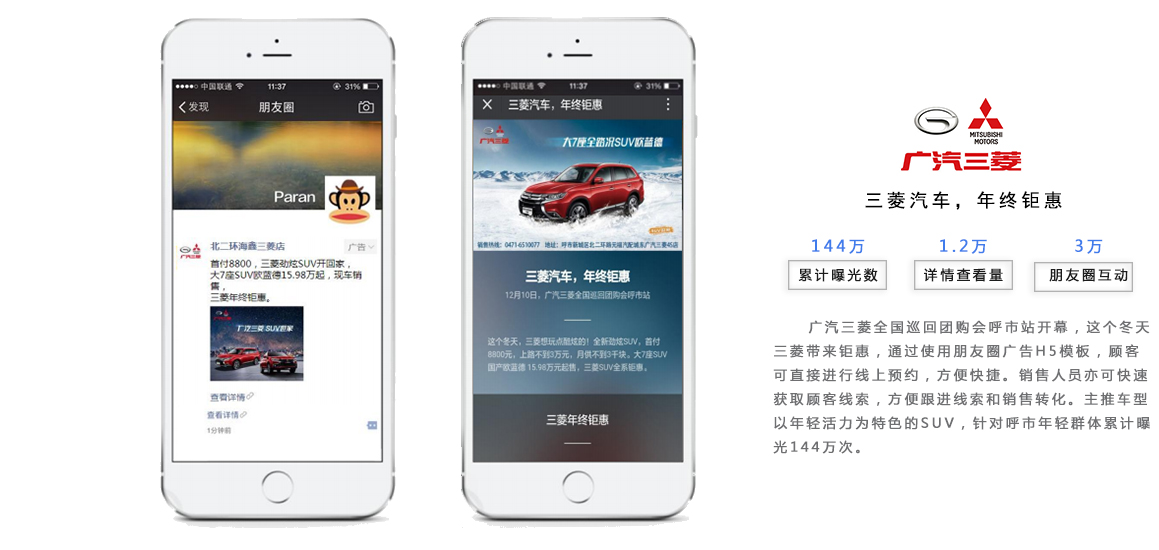 中国联通
11:37
31%
发现
朋友圈
Paran
北二环海鑫三菱店
广告
首付8800，三菱劲炫SUV开回家，
大7座SUV欧蓝德15.98万起，现车销
售，
三菱年终钜惠。
广汽三菱 SUV世家
查看详情
查看详情
1分钟前
中国联通
11:37
31%
三菱汽车，年终钜惠
大7座全路况SUV欧蓝德
销售热线：0471-6510077
三菱汽车，年终钜惠
12月10日，广汽三菱全国巡回团购会呼市站
这个冬天，三菱想玩点酷炫的！全新劲炫SUV，首付
8800元，上路不到3万元，月供不到3千块。大7座SUV
国产欧蓝德 15.98万元起售，三菱SUV全系钜惠。
三菱年终钜惠
MITSUBISHI
MOTORS
广汽三菱
三菱汽车，年终钜惠
144万
1.2万
3万
累计曝光数
详情查看量
朋友圈互动
广汽三菱全国巡回团购会呼市站开幕，这个冬天
三菱带来钜惠，通过使用朋友圈广告H5模板，顾客
可直接进行线上预约，方便快捷。销售人员亦可快速
获取顾客线索，方便跟进线索和销售转化。主推车型
以年轻活力为特色的SUV，针对呼市年轻群体累计曝
光144万次。